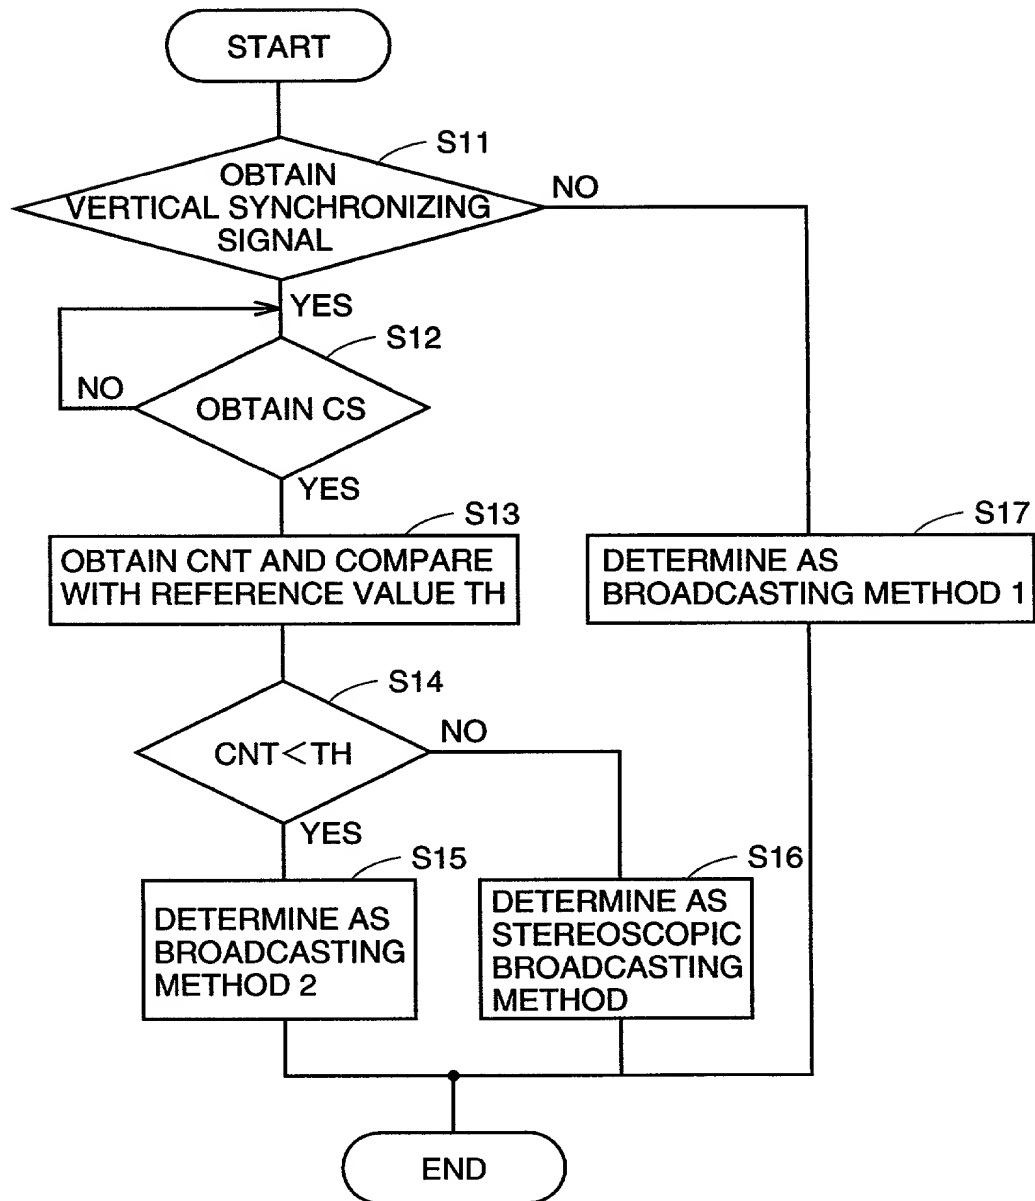 START
S11
OBTAIN
VERTICAL SYNCHRONIZING
SIGNAL
NO
YES
S12
NO
OBTAIN CS
YES
S13
OBTAIN CNT AND COMPARE
WITH REFERENCE VALUE TH
S17
DETERMINE AS
BROADCASTING METHOD 1
S14
CNT<TH
NO
YES
S15
DETERMINE AS
BROADCASTING
METHOD 2
S16
DETERMINE AS
STEREOSCOPIC
BROADCASTING
METHOD
END